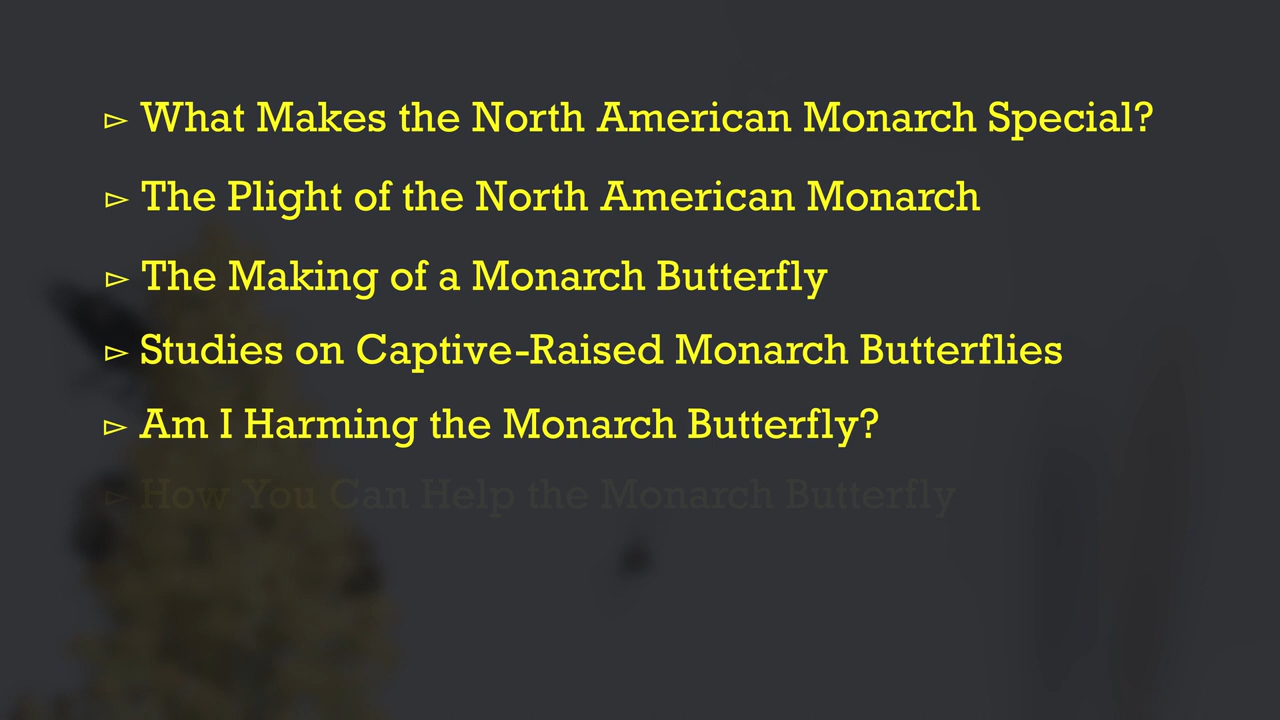 ▻ What Makes the North American Monarch Special?
▻ The Plight of the North American Monarch
▻ The Making of a Monarch Butterfly
▻ Studies on Captive-Raised Monarch Butterflies
▻ Am I Harming the Monarch Butterfly?
▻ How You Can Help the Monarch Butterfly